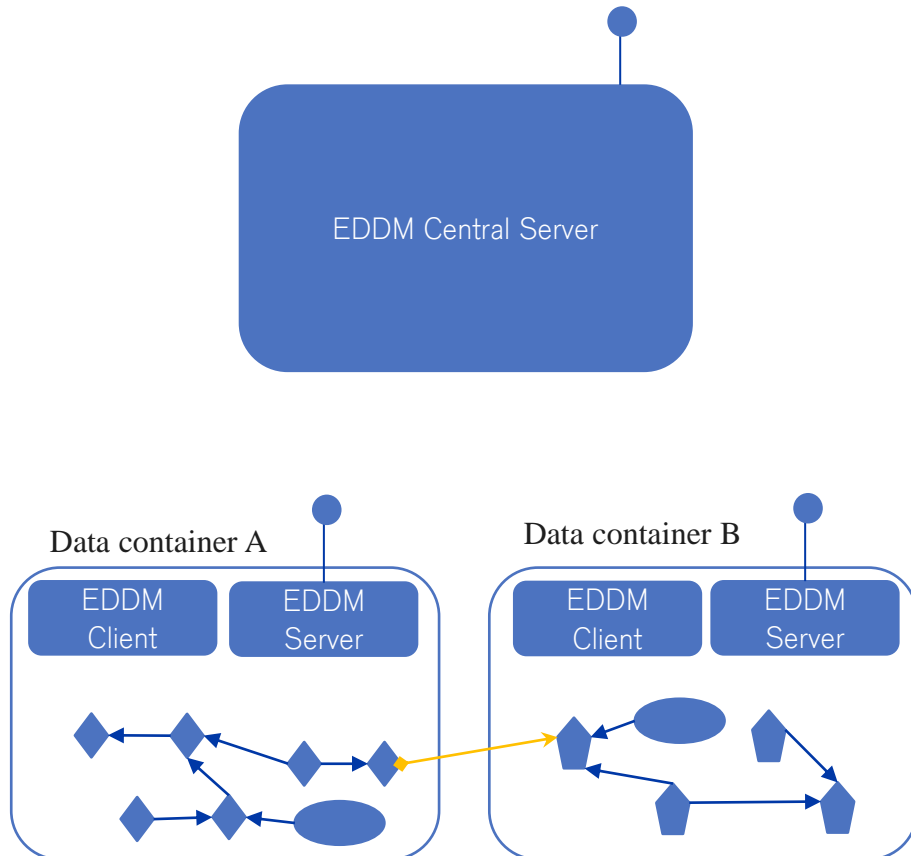 EDDM Central Server
Data container A
Data container B
EDDM
Client
EDDM
Server
EDDM
Client
EDDM
Server